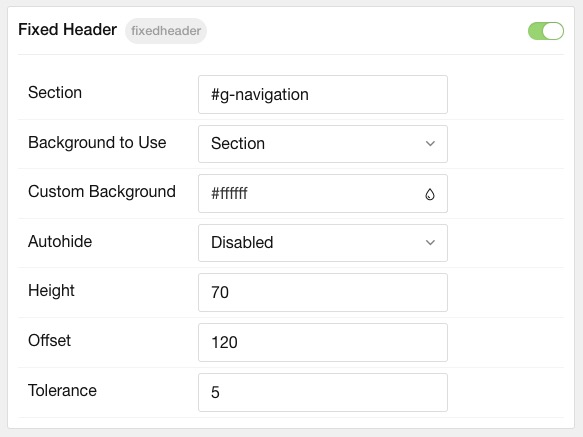 Fixed Header fixedheader
Section #g-navigation
Background to Use Section
Custom Background #ffffff
Autohide Disabled
Height 70
Offset 120
Tolerance 5